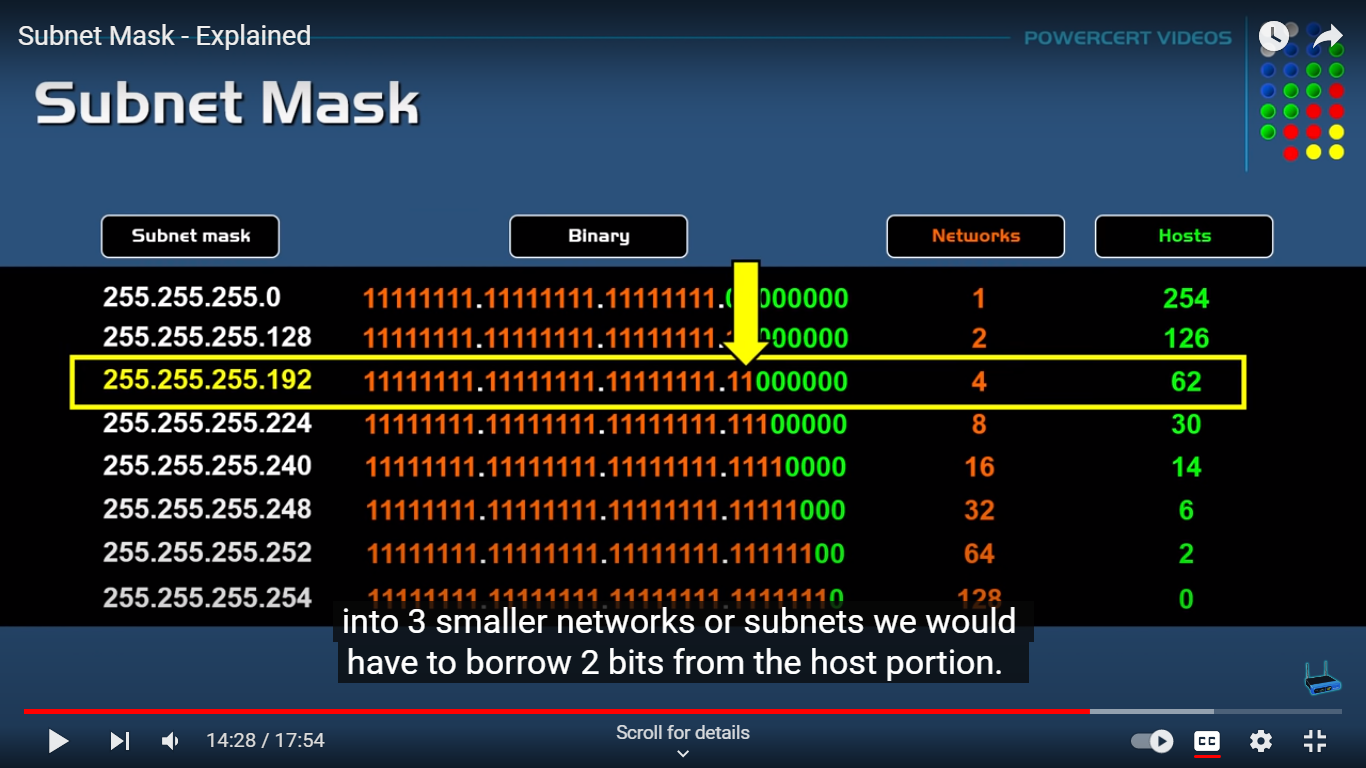 Subnet Mask - Explained
POWERCERT VIDEOS
Subnet Mask
Subnet mask Binary Networks Hosts
255.255.255.0 11111111.11111111.11111111.00000000 1 254
255.255.255.128 11111111.11111111.11111111.10000000 2 126
255.255.255.192 11111111.11111111.11111111.11000000 4 62
255.255.255.224 11111111.11111111.11111111.11100000 8 30
255.255.255.240 11111111.11111111.11111111.11110000 16 14
255.255.255.248 11111111.11111111.11111111.11111000 32 6
255.255.255.252 11111111.11111111.11111111.11111100 64 2
255.255.255.254 11111111.11111111.11111111.11111110 128 0
into 3 smaller networks or subnets we would
have to borrow 2 bits from the host portion.
14:28 / 17:54
Scroll for details
CC